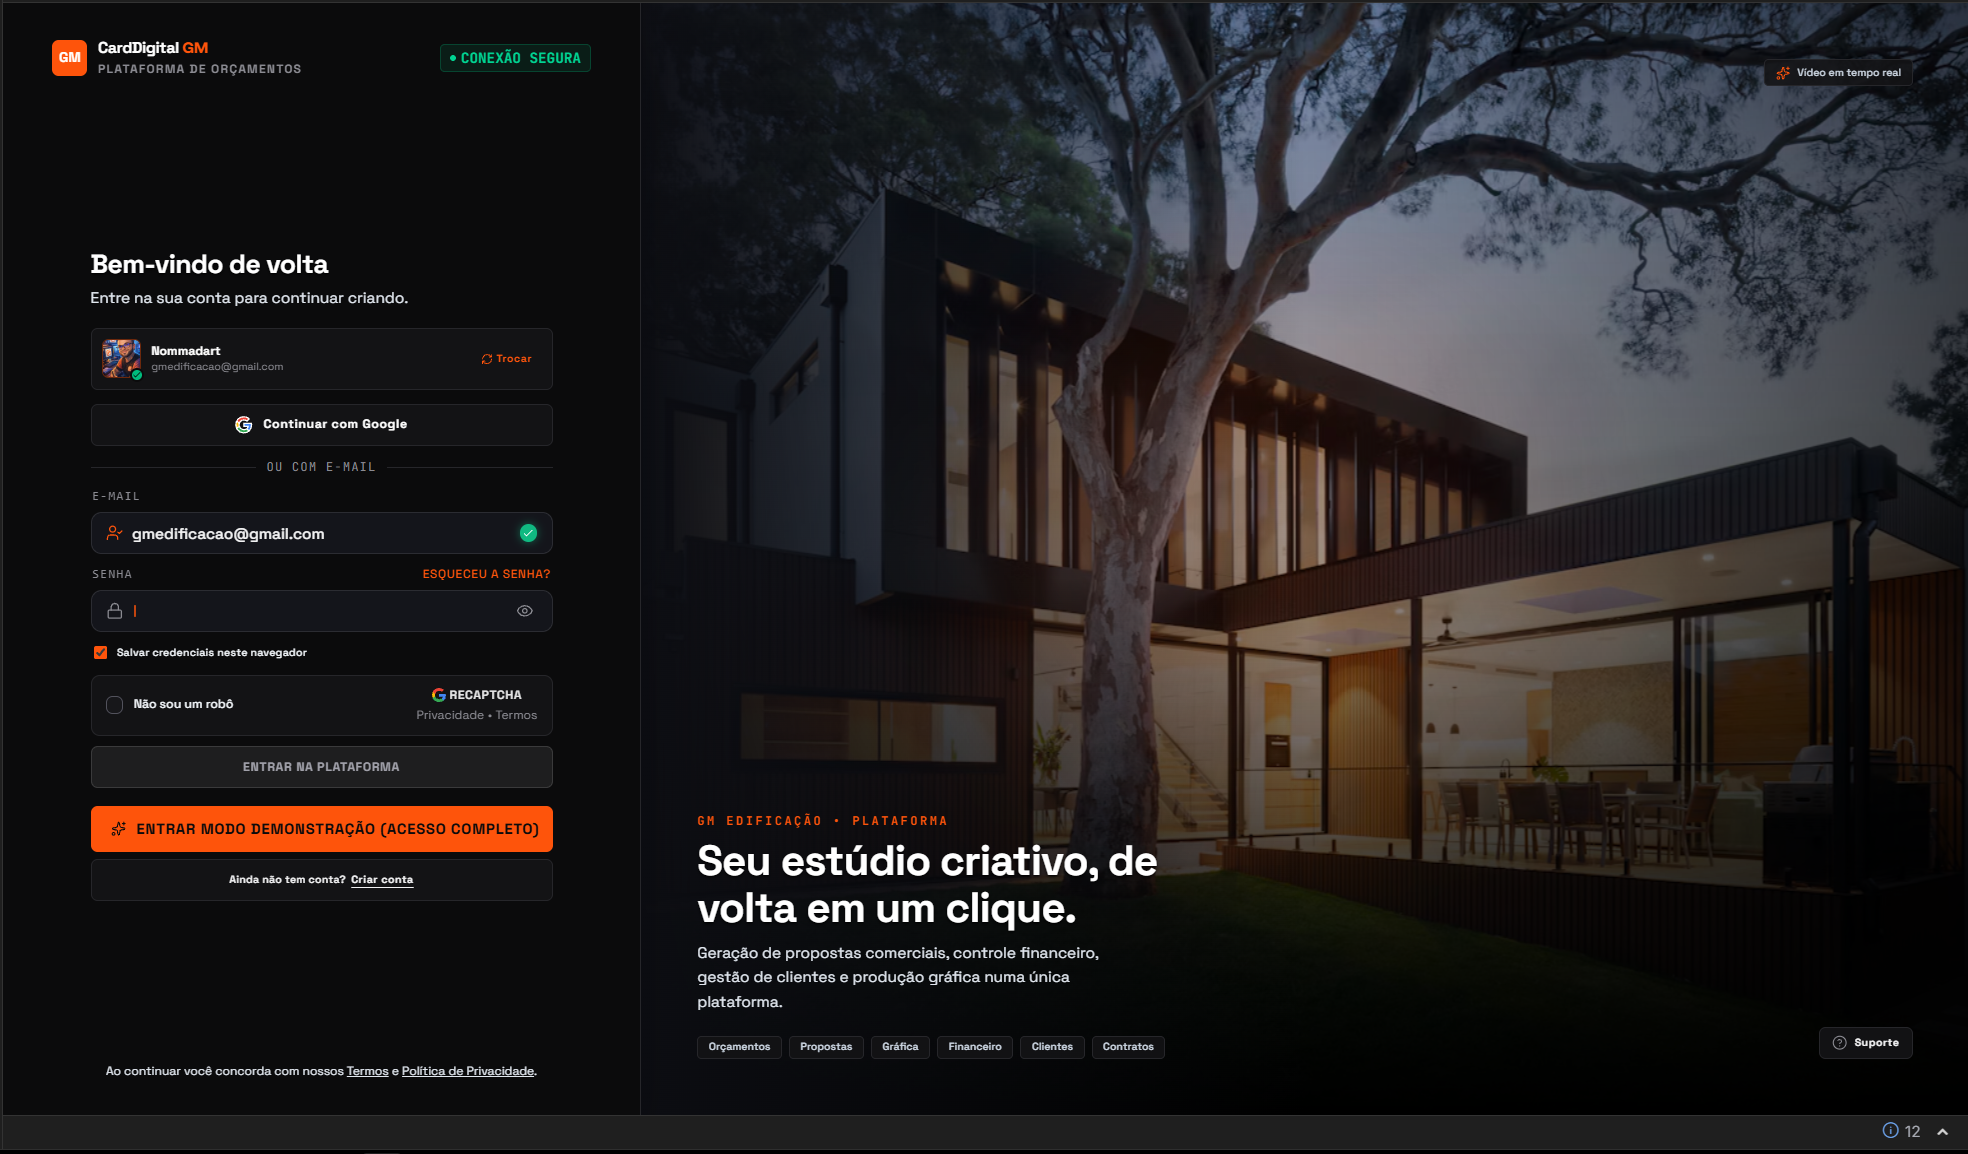 GM
CardDigital GM
PLATAFORMA DE ORÇAMENTOS
CONEXÃO SEGURA
Bem-vindo de volta
Entre na sua conta para continuar criando.
Nommadart
gmedificacao@gmail.com
Trocar
Continuar com Google
OU COM E-MAIL
E-MAIL
gmedificacao@gmail.com
SENHA
ESQUECEU A SENHA?
Salvar credenciais neste navegador
Não sou um robô
RECAPTCHA
Privacidade • Termos
ENTRAR NA PLATAFORMA
ENTRAR MODO DEMONSTRAÇÃO (ACESSO COMPLETO)
Ainda não tem conta? Criar conta
Ao continuar você concorda com nossos Termos e Política de Privacidade.
Vídeo em tempo real
GM EDIFICAÇÃO • PLATAFORMA
Seu estúdio criativo, de
volta em um clique.
Geração de propostas comerciais, controle financeiro,
gestão de clientes e produção gráfica numa única
plataforma.
Orçamentos
Propostas
Gráfica
Financeiro
Clientes
Contratos
Suporte
12